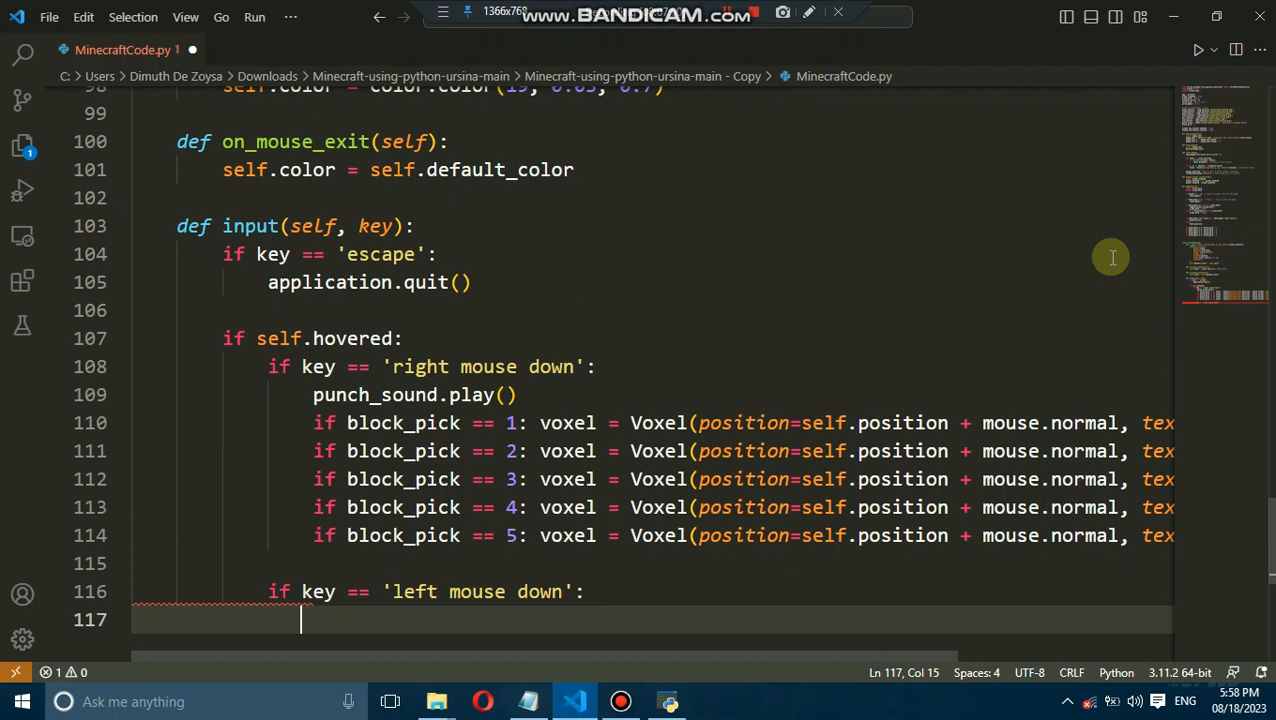 File Edit Selection View Go Run ··· 1366x768 www.BANDICAM.com
MinecraftCode.py 1
C: > Users > Dimuth De Zoysa > Downloads > Minecraft-using-python-ursina-main > Minecraft-using-python-ursina-main - Copy > MinecraftCode.py
98 self.color = color.color(19, 0.03, 0.7)
99
100 def on_mouse_exit(self):
101 self.color = self.default_color
102
103 def input(self, key):
104 if key == 'escape':
105 application.quit()
106
107 if self.hovered:
108 if key == 'right mouse down':
109 punch_sound.play()
110 if block_pick == 1: voxel = Voxel(position=self.position + mouse.normal, tex
111 if block_pick == 2: voxel = Voxel(position=self.position + mouse.normal, tex
112 if block_pick == 3: voxel = Voxel(position=self.position + mouse.normal, tex
113 if block_pick == 4: voxel = Voxel(position=self.position + mouse.normal, tex
114 if block_pick == 5: voxel = Voxel(position=self.position + mouse.normal, tex
115
116 if key == 'left mouse down':
117
1
1 0 Ln 117, Col 15 Spaces: 4 UTF-8 CRLF Python 3.11.2 64-bit
Ask me anything ENG 5:58 PM
08/18/2023